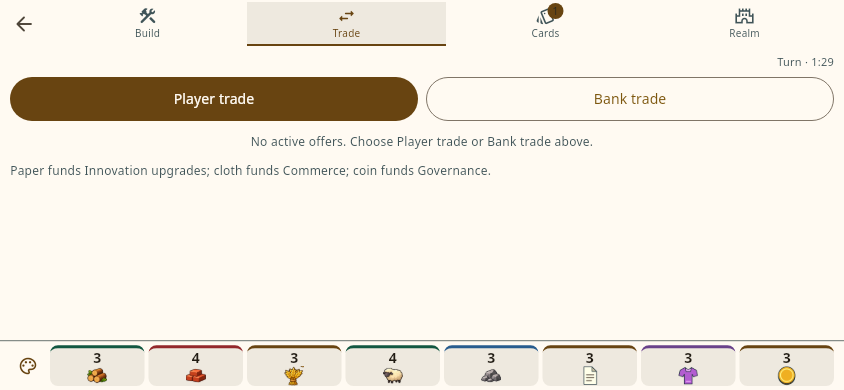 Build
Trade
Cards
Realm
Turn · 1:29
Player trade
Bank trade
No active offers. Choose Player trade or Bank trade above.
Paper funds Innovation upgrades; cloth funds Commerce; coin funds Governance.
3
4
3
4
3
3
3
3